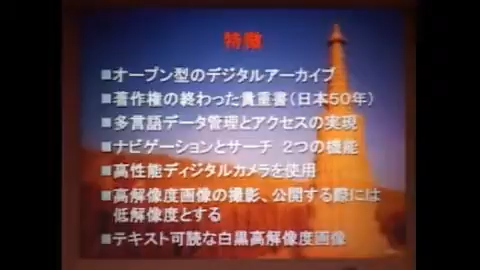 特徴
■オープン型のデジタルアーカイブ
■著作権の終わった貴重書(日本50年)
■多言語データ管理とアクセスの実現
■ナビゲーションとサーチ 2つの機能
■高性能ディジタルカメラを使用
■高解像度画像の撮影、公開する際には
低解像度とする
■テキスト可読な白黒高解像度画像